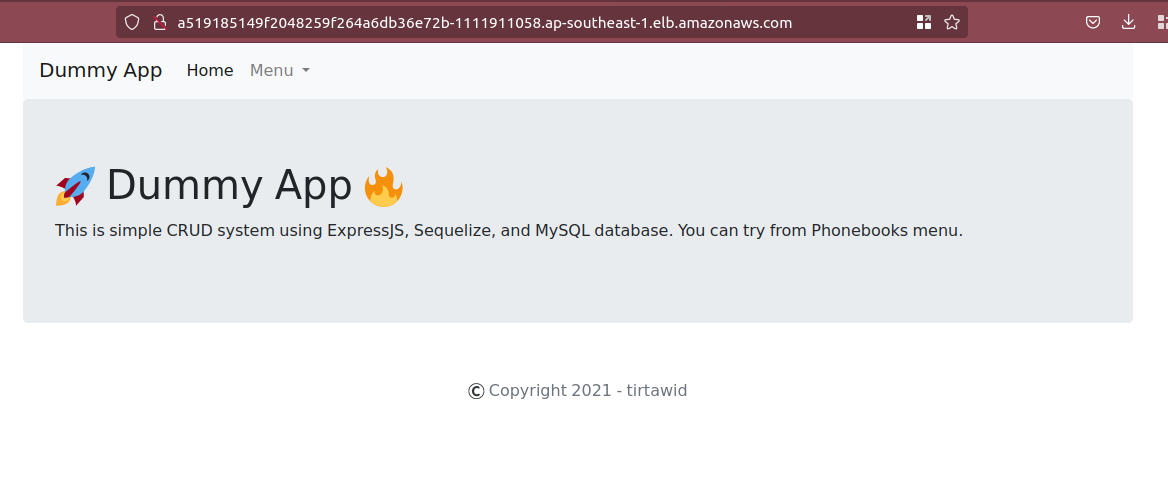 a519185149f2048259f264a6db36e72b-1111911058.ap-southeast-1.elb.amazonaws.com
Dummy App Home Menu
🚀 Dummy App 🔥
This is simple CRUD system using ExpressJS, Sequelize, and MySQL database. You can try from Phonebooks menu.
© Copyright 2021 - tirtawid